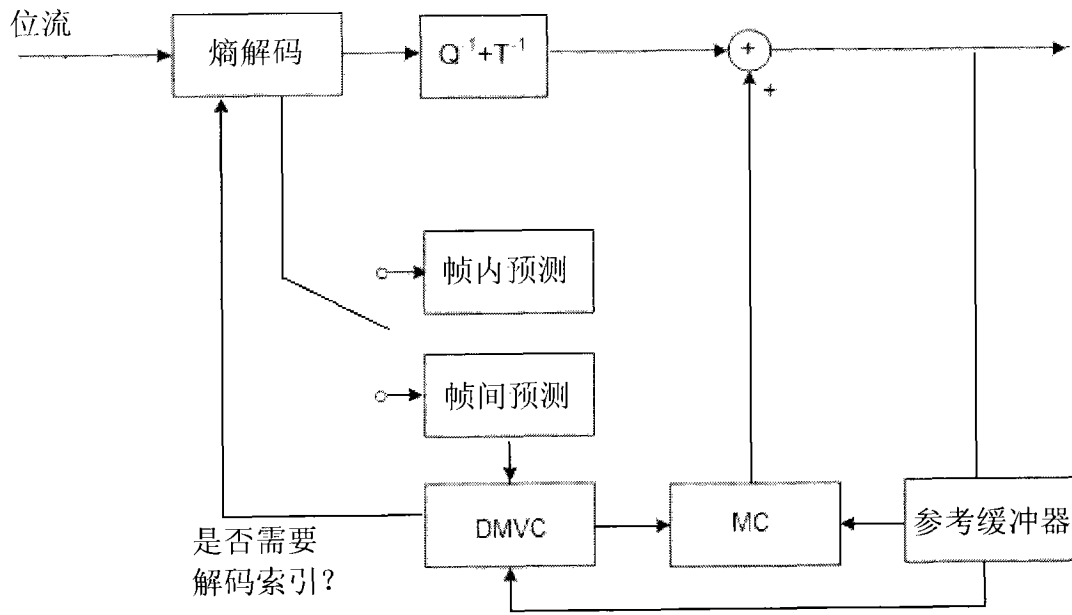 位流
熵解码
Q⁻¹+T⁻¹
+
+
帧内预测
帧间预测
DMVC
MC
参考缓冲器
是否需要
解码索引?